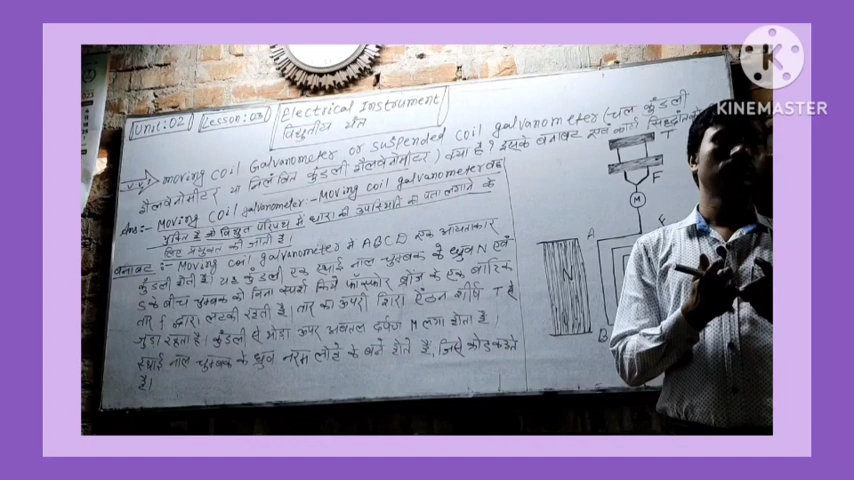 Unit: 02 Lesson: 03 Electrical Instrument
विद्युतीय यंत्र
V.V.I moving coil Galvanometer or suspended coil galvanometer (चल कुंडली
गैलवेनोमीटर या निलंबित कुंडली गैलवेनोमीटर) क्या है? इसके बनावट एवं कार्य सिद्धांत
Ans:- Moving coil galvanometer:- Moving coil galvanometer वह
युक्ति है जो विद्युत परिपथ में धारा की उपस्थिति का पता लगाने के
लिए प्रयुक्त की जाती है।
बनावट :- Moving coil galvanometer में ABCD एक आयताकार
कुंडली होती है। यह कुंडली एक स्थाई नाल चुम्बक के ध्रुव N एवं
S के बीच चुम्बक को बिना स्पर्श किये फॉस्फोर ब्रोंज के एक बारिक
तार f द्वारा लटकी रहती है। तार का ऊपरी शिरा ऐंठन शीर्ष T से
जुड़ा रहता है। कुंडली से थोड़ा ऊपर अवतल दर्पण M लगा होता है।
स्थाई नाल चुम्बक के ध्रुव नरम लोहे के बने होते हैं, जिसे कोड कहते
है।
T
F
M
A
N
B
KINEMASTER